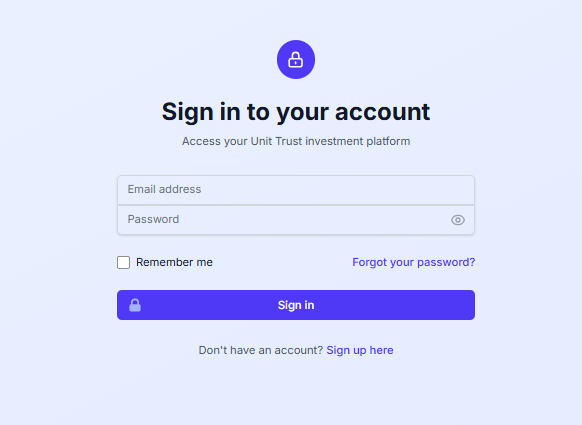 Sign in to your account
Access your Unit Trust investment platform
Email address
Password
Remember me
Forgot your password?
Sign in
Don't have an account? Sign up here